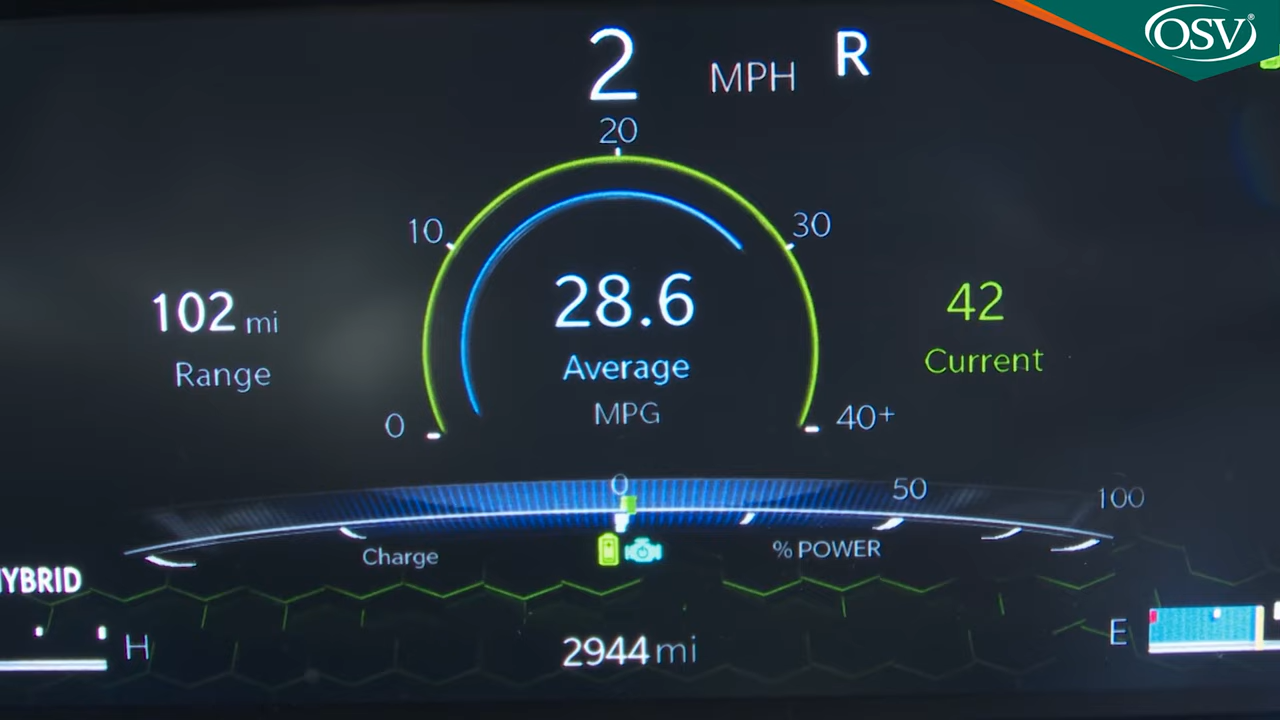 OSV
2 MPH R
20
10
30
102 mi
Range
28.6
Average
MPG
42
Current
0
40+
0
50
100
Charge
% POWER
YBRID
H
E
2944 mi